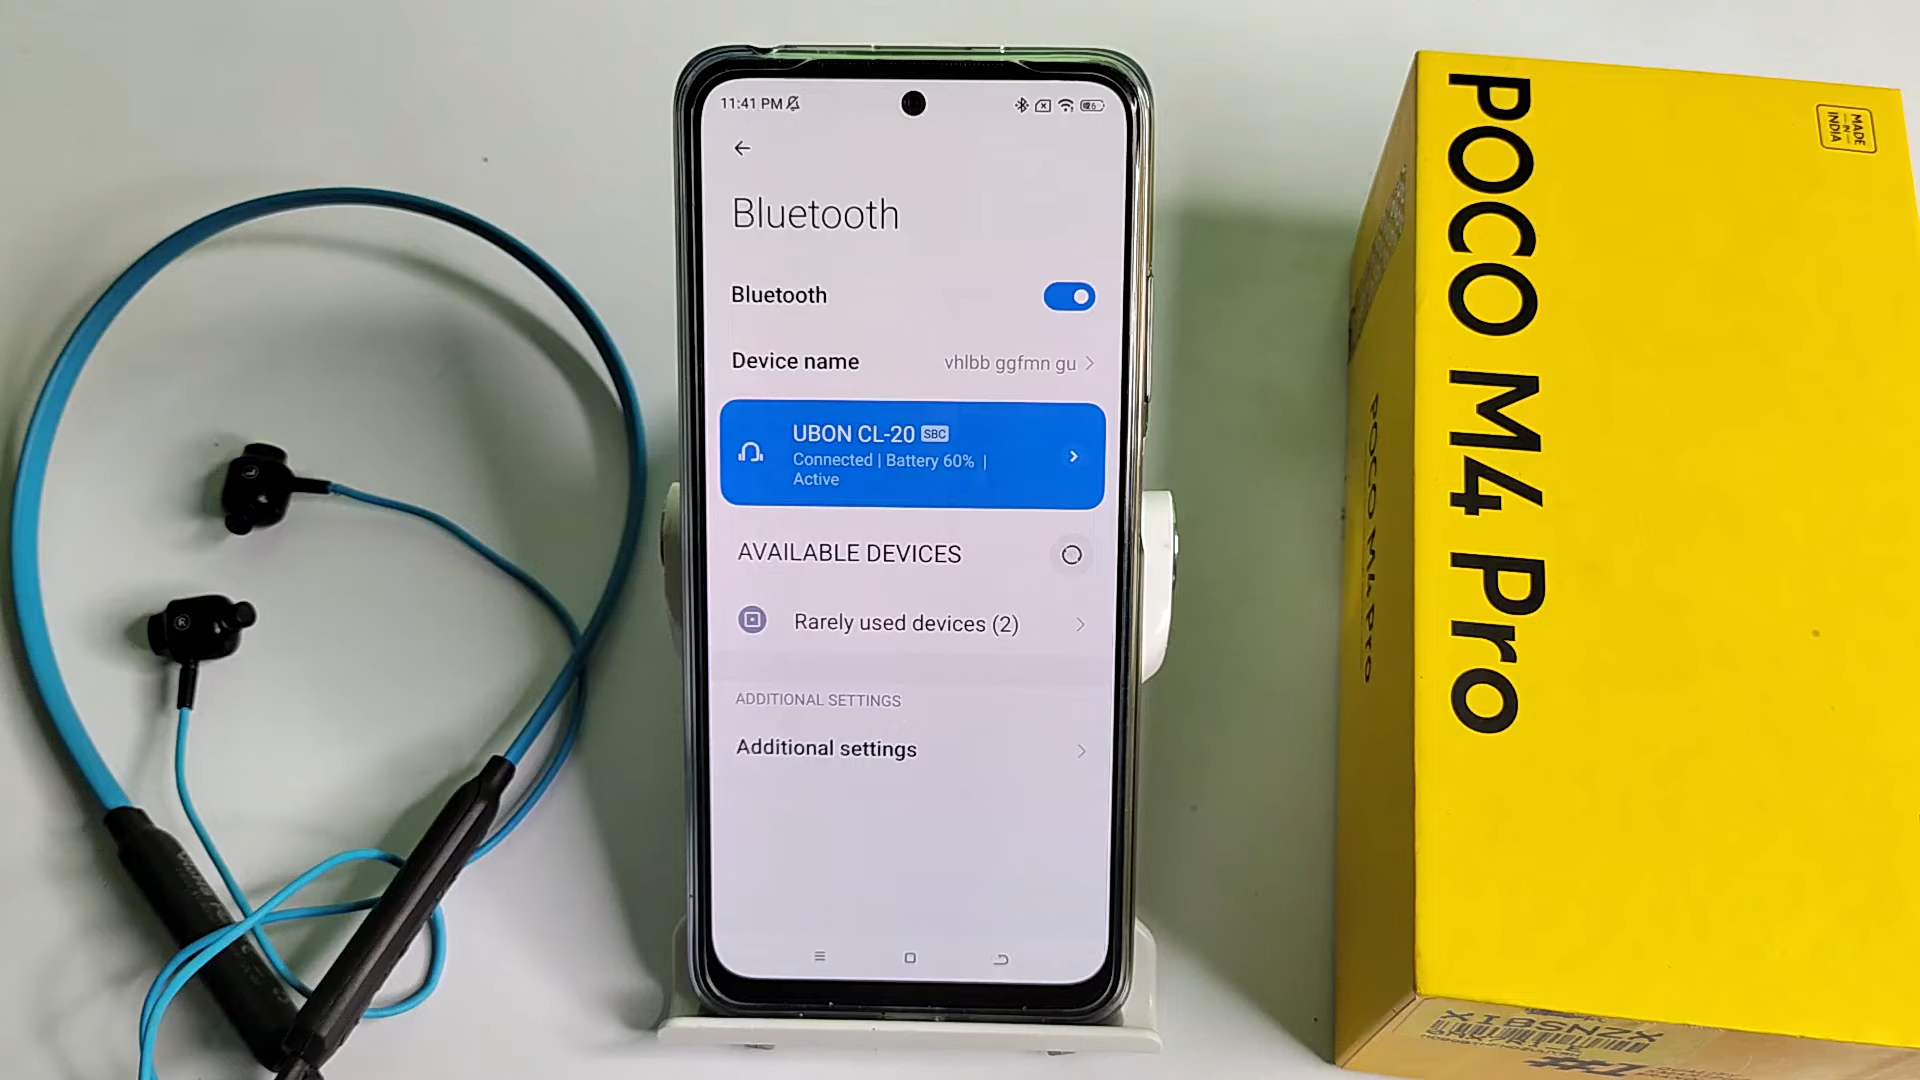 11:41 PM
Bluetooth
Bluetooth
Device name
vhlbb ggfmn gu
UBON CL-20 SBC
Connected | Battery 60% |
Active
AVAILABLE DEVICES
Rarely used devices (2)
ADDITIONAL SETTINGS
Additional settings
L
R
POCO M4 Pro
MADE
IN
INDIA
POCO M4 Pro